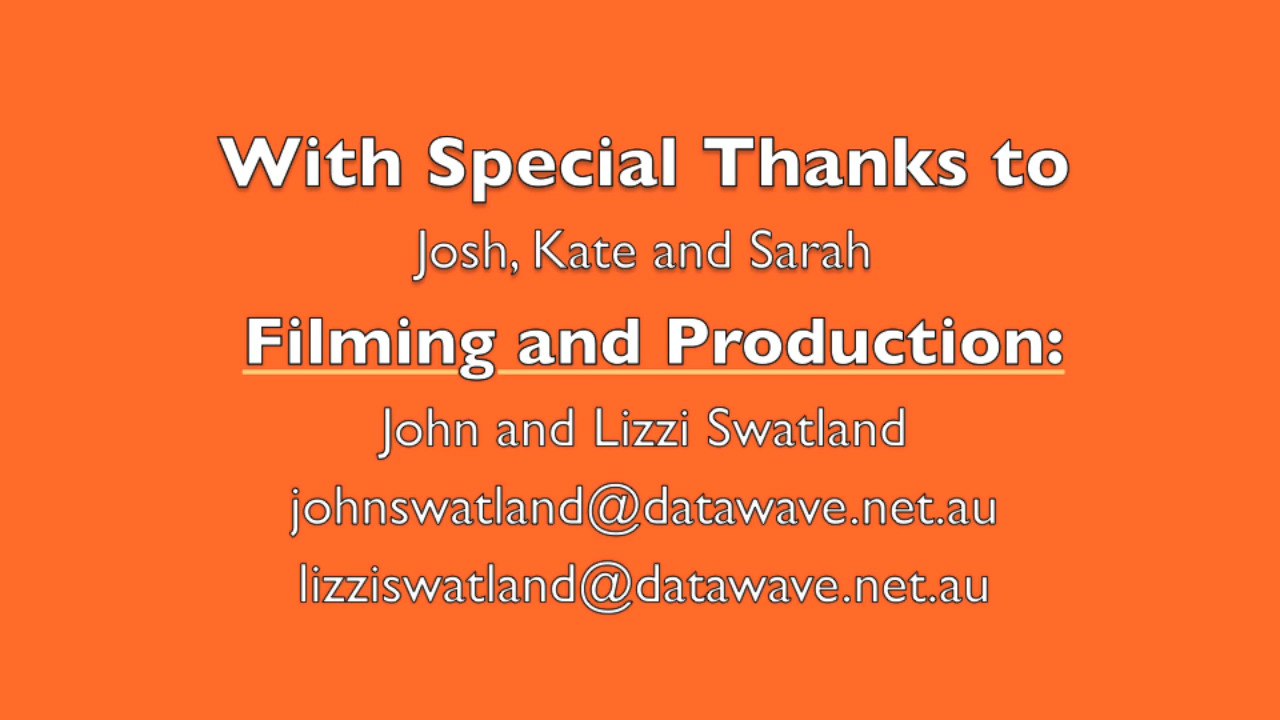 With Special Thanks to
Josh, Kate and Sarah
Filming and Production:
John and Lizzi Swatland
johnswatland@datawave.net.au
lizziswatland@datawave.net.au